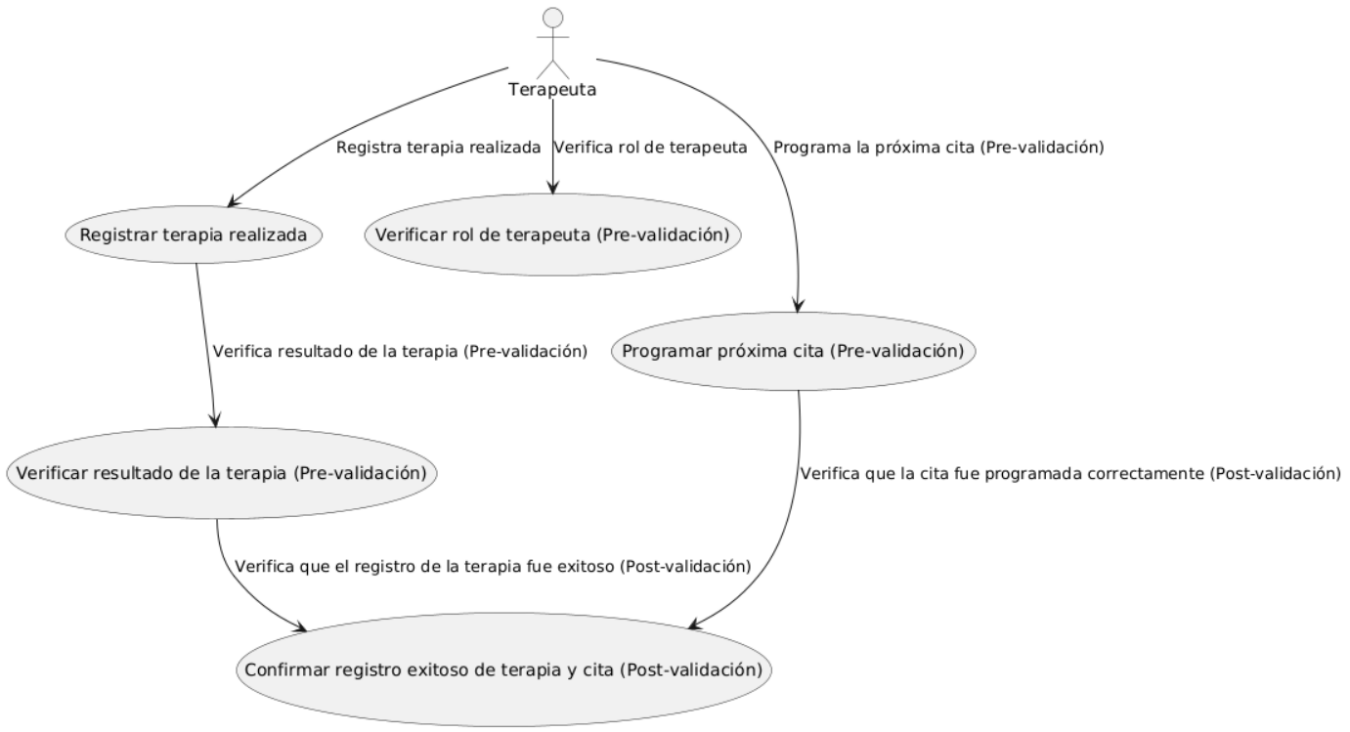 Terapeuta
Registra terapia realizada
Verifica rol de terapeuta
Programa la próxima cita (Pre-validación)
Registrar terapia realizada
Verificar rol de terapeuta (Pre-validación)
Verifica resultado de la terapia (Pre-validación)
Programar próxima cita (Pre-validación)
Verificar resultado de la terapia (Pre-validación)
Verifica que la cita fue programada correctamente (Post-validación)
Verifica que el registro de la terapia fue exitoso (Post-validación)
Confirmar registro exitoso de terapia y cita (Post-validación)